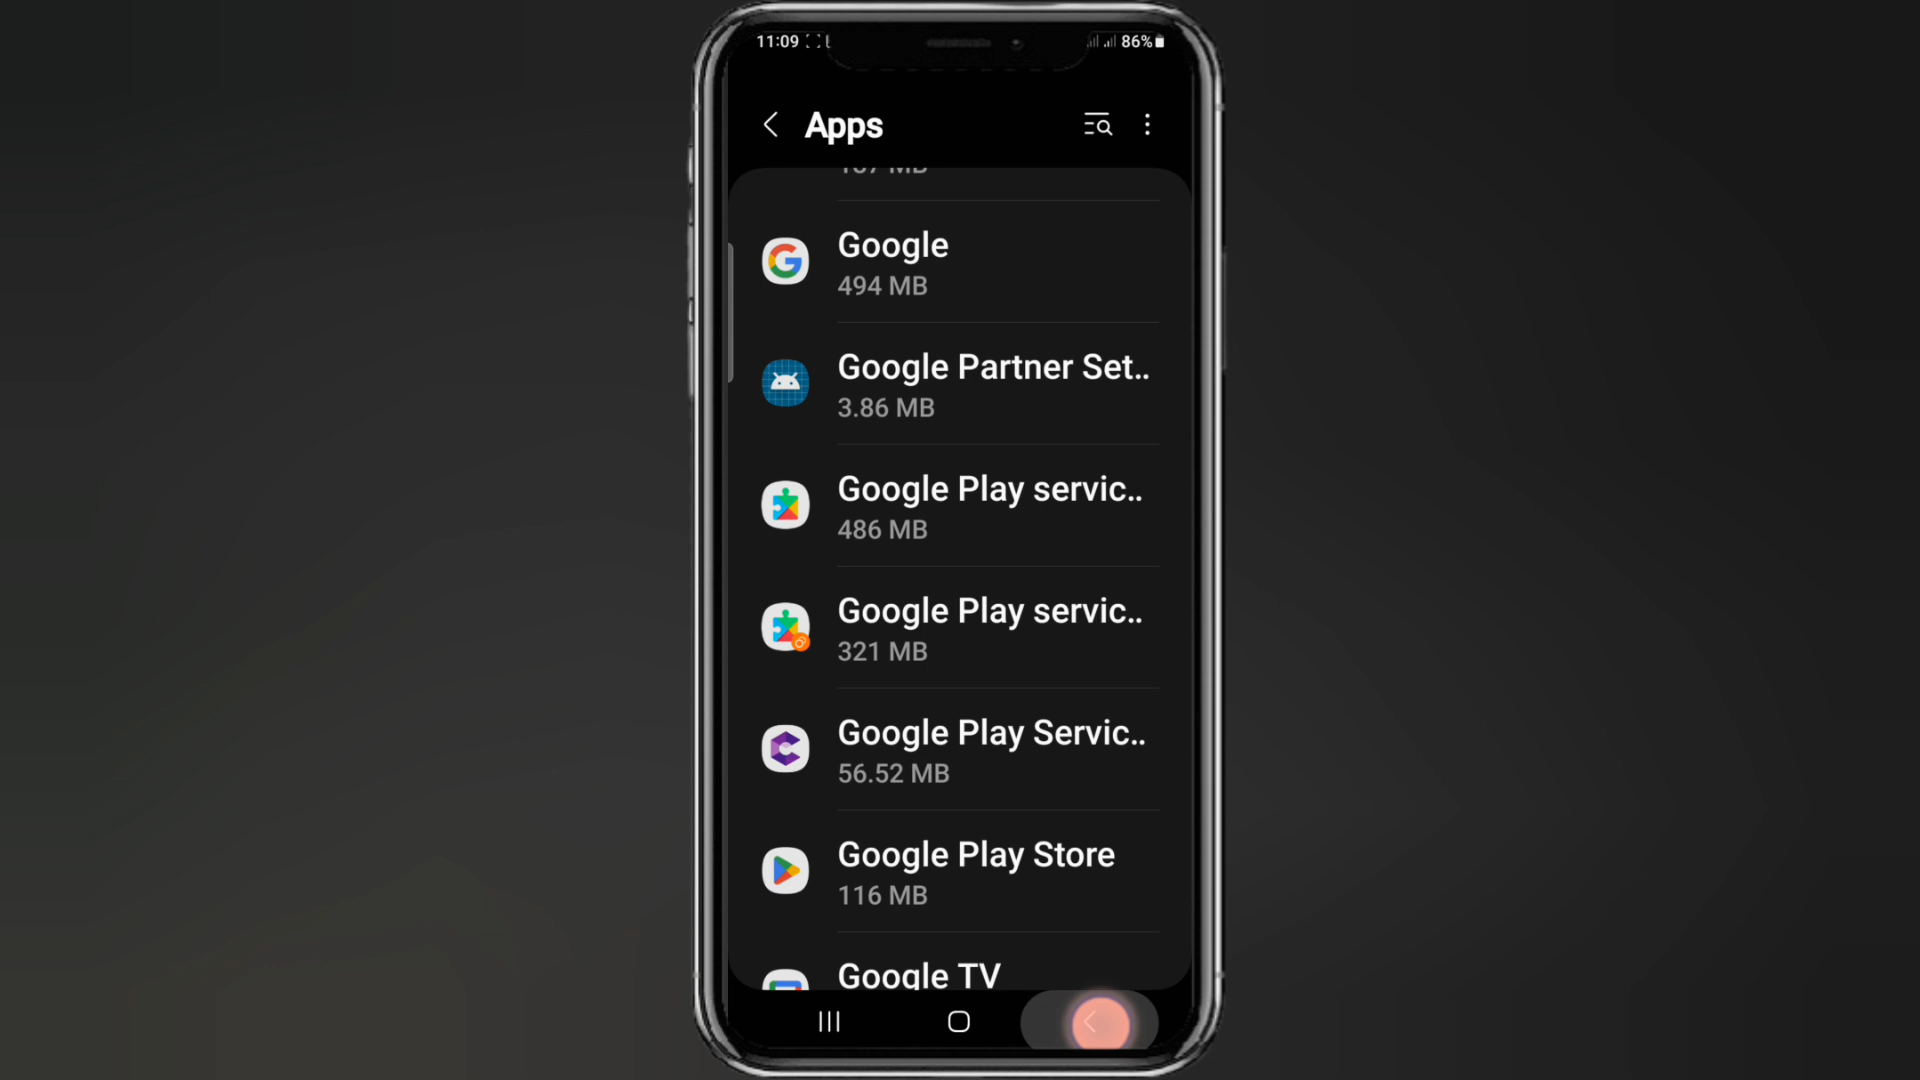 11:09
86%
Apps
Google
494 MB
Google Partner Set..
3.86 MB
Google Play servic..
486 MB
Google Play servic..
321 MB
Google Play Servic..
56.52 MB
Google Play Store
116 MB
Google TV